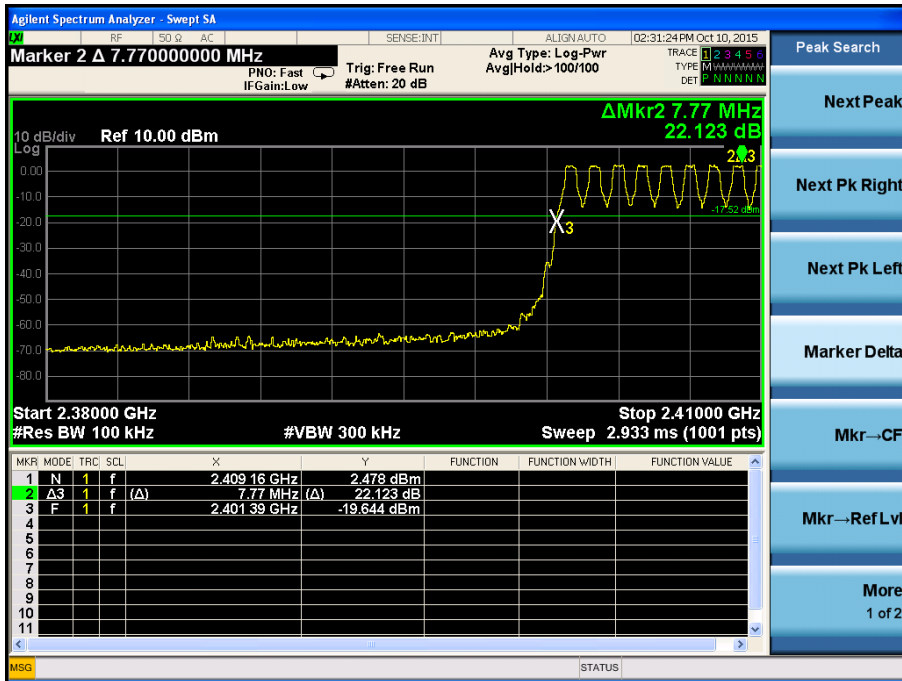 Agilent Spectrum Analyzer - Swept SA
LXI RF 50 Ω AC SENSE:INT ALIGN AUTO 02:31:24 PM Oct 10, 2015
Marker 2 Δ 7.770000000 MHz
PNO: Fast
IFGain:Low
Trig: Free Run
#Atten: 20 dB
Avg Type: Log-Pwr
Avg|Hold:>100/100
TRACE 1 2 3 4 5 6
TYPE MWWWWW
DET P N N N N N
ΔMkr2 7.77 MHz
22.123 dB
10 dB/div Ref 10.00 dBm
Log
2Δ3
0.00
-10.0
-17.52 dBm
-20.0
3
-30.0
-40.0
-50.0
-60.0
-70.0
-80.0
Start 2.38000 GHz Stop 2.41000 GHz
#Res BW 100 kHz #VBW 300 kHz Sweep 2.933 ms (1001 pts)
MKR MODE TRC SCL X Y FUNCTION FUNCTION WIDTH FUNCTION VALUE
1 N 1 f 2.409 16 GHz 2.478 dBm
2 Δ3 1 f (Δ) 7.77 MHz (Δ) 22.123 dB
3 F 1 f 2.401 39 GHz -19.644 dBm
4
5
6
7
8
9
10
11
MSG STATUS
Peak Search
Next Peak
Next Pk Right
Next Pk Left
Marker Delta
Mkr→CF
Mkr→Ref Lvl
More
1 of 2